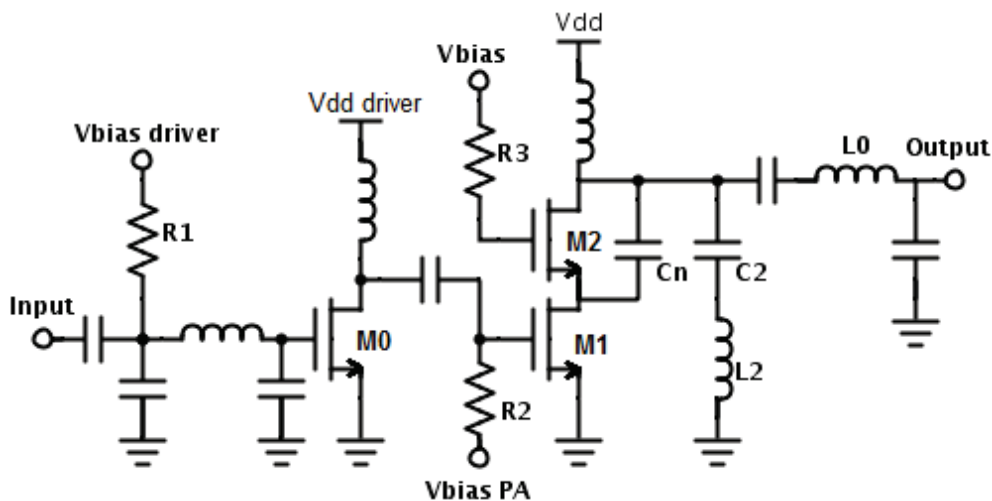 Vdd
Vbias
Vdd driver
Vbias driver
R3
L0
Output
R1
M2
Cn
C2
Input
M0
M1
L2
R2
Vbias PA